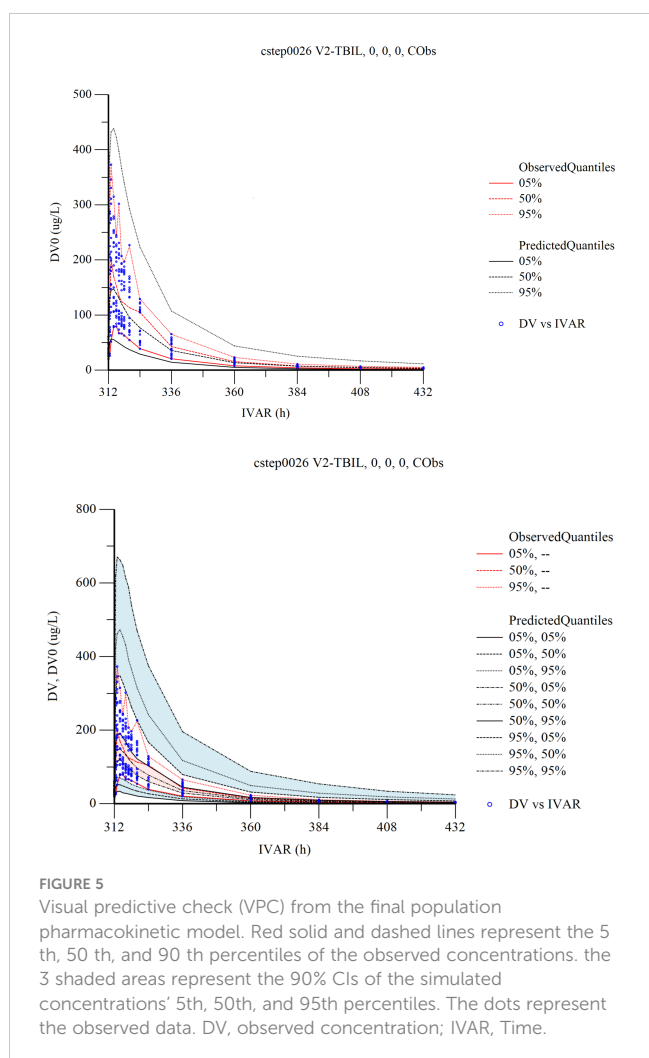 cstep0026 V2-TBIL, 0, 0, 0, CObs
500
400
300
200
100
0
DV0 (ug/L)
312
336
360
384
408
432
IVAR (h)
ObservedQuantiles
05%
50%
95%
PredictedQuantiles
05%
50%
95%
DV vs IVAR
cstep0026 V2-TBIL, 0, 0, 0, CObs
800
600
400
200
0
DV, DV0 (ug/L)
312
336
360
384
408
432
IVAR (h)
ObservedQuantiles
05%, --
50%, --
95%, --
PredictedQuantiles
05%, 05%
05%, 50%
05%, 95%
50%, 05%
50%, 50%
50%, 95%
95%, 05%
95%, 50%
95%, 95%
DV vs IVAR
FIGURE 5
Visual predictive check (VPC) from the final population
pharmacokinetic model. Red solid and dashed lines represent the 5
th, 50 th, and 90 th percentiles of the observed concentrations. the
3 shaded areas represent the 90% CIs of the simulated
concentrations' 5th, 50th, and 95th percentiles. The dots represent
the observed data. DV, observed concentration; IVAR, Time.